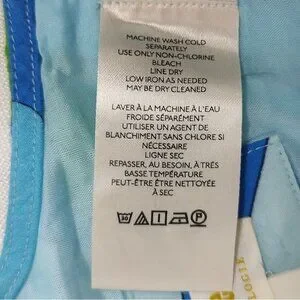 MACHINE WASH COLD
SEPARATELY
USE ONLY NON-CHLORINE
BLEACH
LINE DRY
LOW IRON AS NEEDED
MAY BE DRY CLEANED
LAVER À LA MACHINE À L'EAU
FROIDE SÉPARÉMENT
UTILISER UN AGENT DE
BLANCHIMENT SANS CHLORE SI
NÉCESSAIRE
LIGNE SEC
REPASSER, AU BESOIN, À TRÈS
BASSE TEMPÉRATURE
PEUT-ÊTRE ÊTRE NETTOYÉE
À SEC